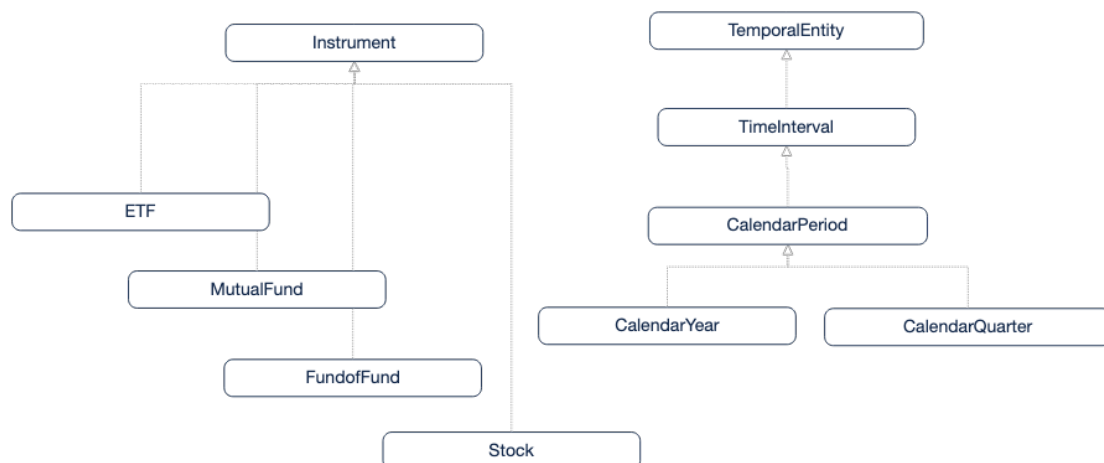 Instrument
TemporalEntity
TimeInterval
ETF
CalendarPeriod
MutualFund
CalendarYear
CalendarQuarter
FundofFund
Stock